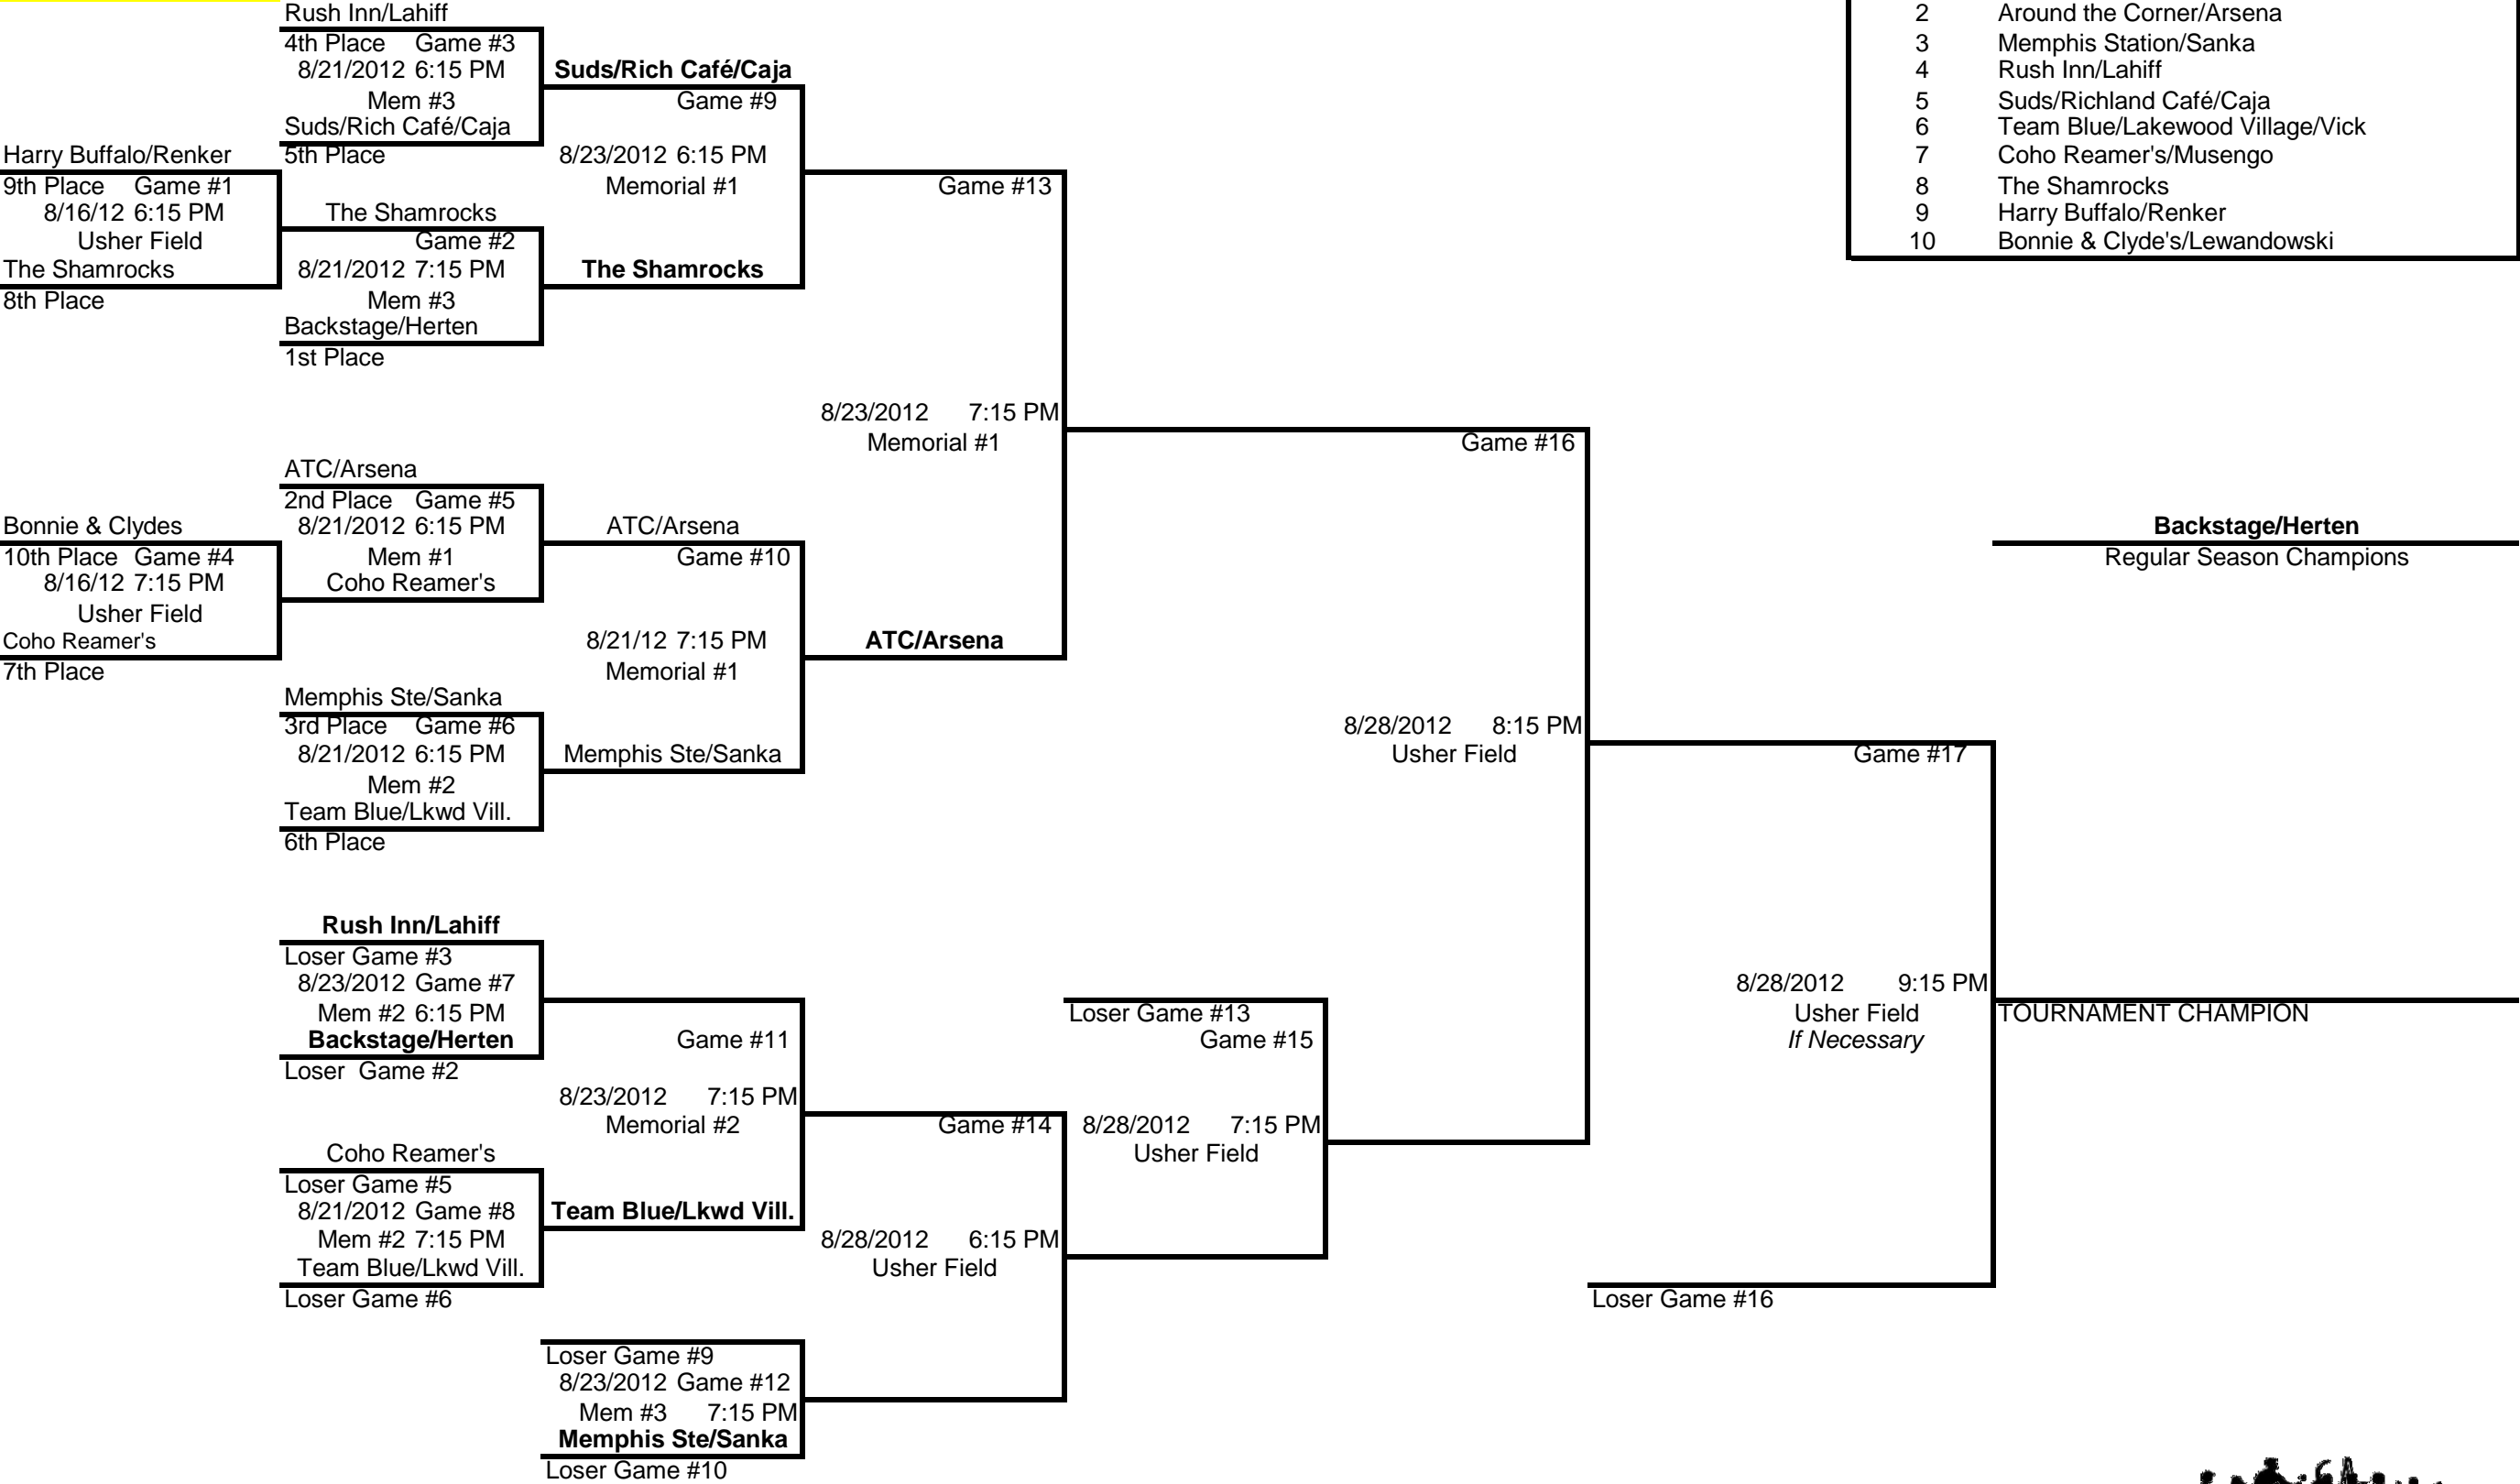 Rush Inn/Lahiff
4th Place Game #3
8/21/2012 6:15 PM
Mem #3
Suds/Rich Café/Caja
5th Place
Suds/Rich Café/Caja
Game #9
8/23/2012 6:15 PM
Memorial #1
Harry Buffalo/Renker
9th Place Game #1
8/16/12 6:15 PM
Usher Field
The Shamrocks
8th Place
The Shamrocks
Game #2
8/21/2012 7:15 PM
Mem #3
Backstage/Herten
1st Place
The Shamrocks
Game #13
8/23/2012 7:15 PM
Memorial #1
2 Around the Corner/Arsena
3 Memphis Station/Sanka
4 Rush Inn/Lahiff
5 Suds/Richland Café/Caja
6 Team Blue/Lakewood Village/Vick
7 Coho Reamer's/Musengo
8 The Shamrocks
9 Harry Buffalo/Renker
10 Bonnie & Clyde's/Lewandowski
ATC/Arsena
2nd Place Game #5
8/21/2012 6:15 PM
Mem #1
Coho Reamer's
Bonnie & Clydes
10th Place Game #4
8/16/12 7:15 PM
Usher Field
Coho Reamer's
7th Place
ATC/Arsena
Game #10
8/21/12 7:15 PM
Memorial #1
ATC/Arsena
Memphis Ste/Sanka
3rd Place Game #6
8/21/2012 6:15 PM
Mem #2
Team Blue/Lkwd Vill.
6th Place
Memphis Ste/Sanka
Game #16
8/28/2012 8:15 PM
Usher Field
Backstage/Herten
Regular Season Champions
Game #17
8/28/2012 9:15 PM
Usher Field
If Necessary
TOURNAMENT CHAMPION
Rush Inn/Lahiff
Loser Game #3
8/23/2012 Game #7
Mem #2 6:15 PM
Backstage/Herten
Loser Game #2
Game #11
8/23/2012 7:15 PM
Memorial #2
Coho Reamer's
Loser Game #5
8/21/2012 Game #8
Mem #2 7:15 PM
Team Blue/Lkwd Vill.
Loser Game #6
Team Blue/Lkwd Vill.
Game #14
8/28/2012 6:15 PM
Usher Field
Loser Game #13
Game #15
8/28/2012 7:15 PM
Usher Field
Loser Game #16
Loser Game #9
8/23/2012 Game #12
Mem #3 7:15 PM
Memphis Ste/Sanka
Loser Game #10